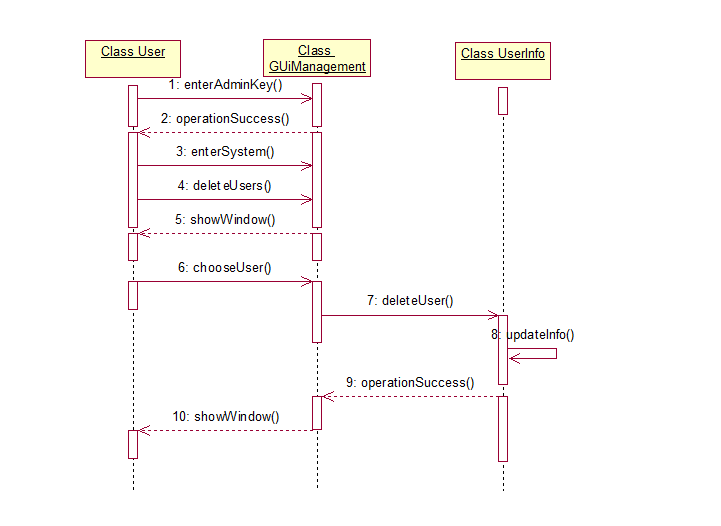 Class User
Class
GUiManagement
Class UserInfo
1: enterAdminKey()
2: operationSuccess()
3: enterSystem()
4: deleteUsers()
5: showWindow()
6: chooseUser()
7: deleteUser()
8: updateInfo()
9: operationSuccess()
10: showWindow()